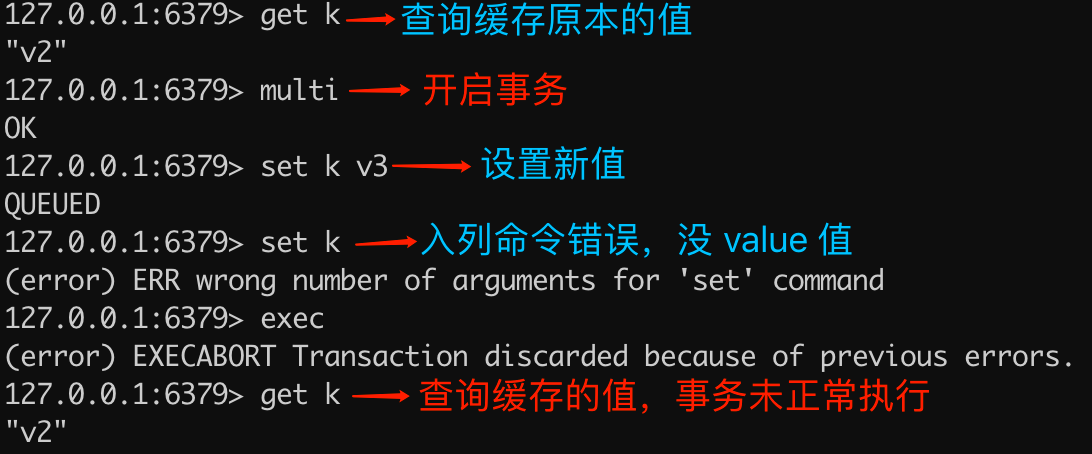 127.0.0.1:6379> get k 查询缓存原本的值
"v2"
127.0.0.1:6379> multi 开启事务
OK
127.0.0.1:6379> set k v3 设置新值
QUEUED
127.0.0.1:6379> set k 入列命令错误，没 value 值
(error) ERR wrong number of arguments for 'set' command
127.0.0.1:6379> exec
(error) EXECABORT Transaction discarded because of previous errors.
127.0.0.1:6379> get k 查询缓存的值，事务未正常执行
"v2"